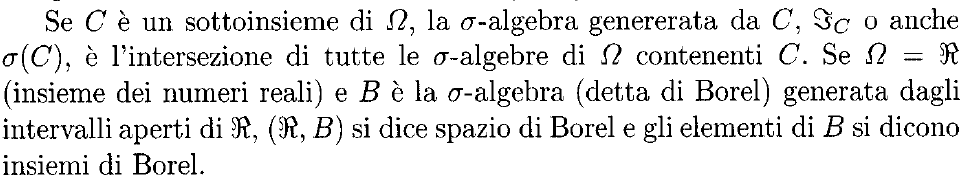 Se C è un sottoinsieme di Ω, la σ-algebra genererata da C, ℑ_C o anche
σ(C), è l'intersezione di tutte le σ-algebre di Ω contenenti C. Se Ω = ℜ
(insieme dei numeri reali) e B è la σ-algebra (detta di Borel) generata dagli
intervalli aperti di ℜ, (ℜ, B) si dice spazio di Borel e gli elementi di B si dicono
insiemi di Borel.